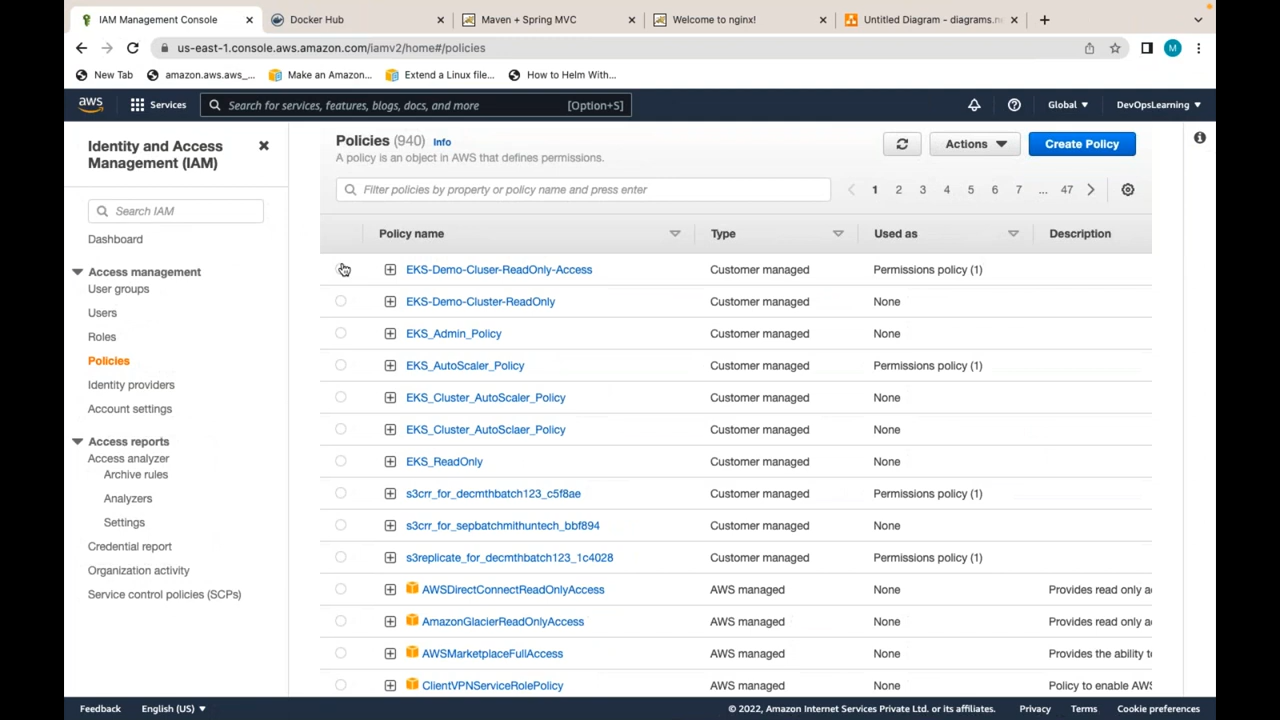 IAM Management Console
Docker Hub
Maven + Spring MVC
Welcome to nginx!
Untitled Diagram - diagrams.ne
us-east-1.console.aws.amazon.com/iamv2/home#/policies
M
New Tab
amazon.aws.aws_...
Make an Amazon...
Extend a Linux file...
How to Helm With...
aws
Services
Search for services, features, blogs, docs, and more
[Option+S]
Global
DevOpsLearning
Identity and Access
Management (IAM)
Search IAM
Dashboard
Access management
User groups
Users
Roles
Policies
Identity providers
Account settings
Access reports
Access analyzer
Archive rules
Analyzers
Settings
Credential report
Organization activity
Service control policies (SCPs)
Policies (940) Info
A policy is an object in AWS that defines permissions.
Actions
Create Policy
Filter policies by property or policy name and press enter
1 2 3 4 5 6 7 ... 47
Policy name Type Used as Description
EKS-Demo-Cluser-ReadOnly-Access Customer managed Permissions policy (1)
EKS-Demo-Cluster-ReadOnly Customer managed None
EKS_Admin_Policy Customer managed None
EKS_AutoScaler_Policy Customer managed Permissions policy (1)
EKS_Cluster_AutoScaler_Policy Customer managed None
EKS_Cluster_AutoSclaer_Policy Customer managed None
EKS_ReadOnly Customer managed None
s3crr_for_decmthbatch123_c5f8ae Customer managed Permissions policy (1)
s3crr_for_sepbatchmithuntech_bbf894 Customer managed None
s3replicate_for_decmthbatch123_1c4028 Customer managed Permissions policy (1)
AWSDirectConnectReadOnlyAccess AWS managed None Provides read only ac
AmazonGlacierReadOnlyAccess AWS managed None Provides read only ac
AWSMarketplaceFullAccess AWS managed None Provides the ability to
ClientVPNServiceRolePolicy AWS managed None Policy to enable AWS
Feedback
English (US)
© 2022, Amazon Internet Services Private Ltd. or its affiliates.
Privacy
Terms
Cookie preferences